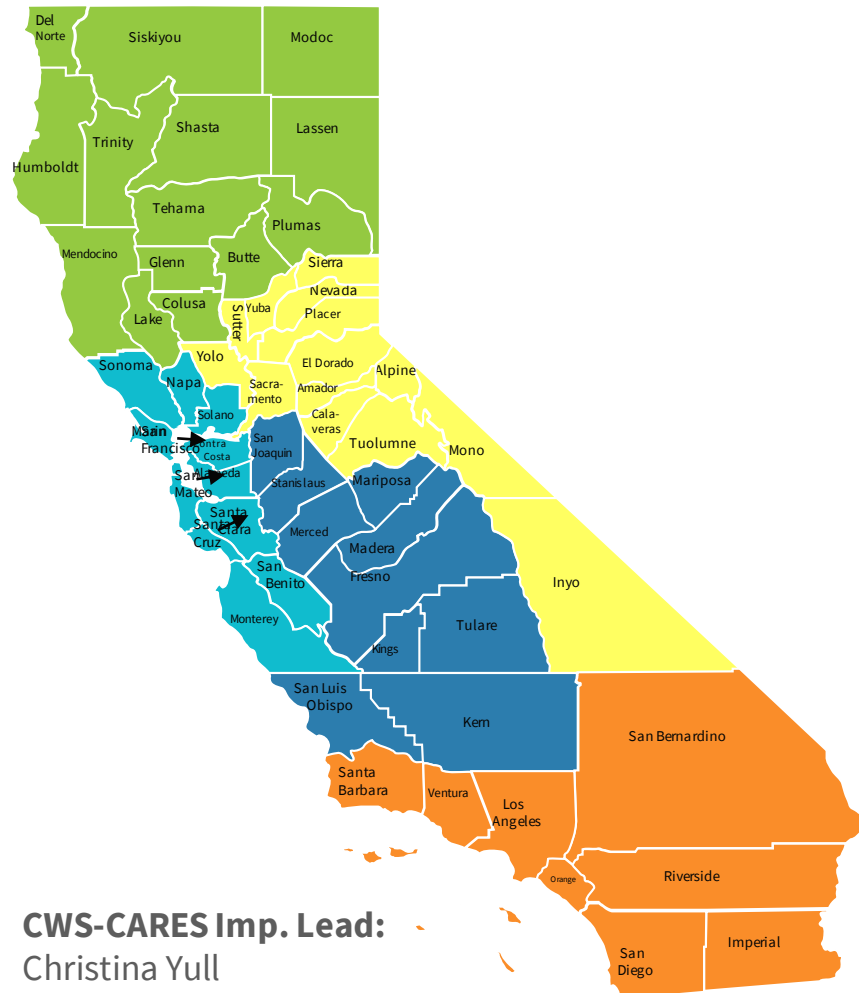 Del
Norte
Siskiyou
Modoc
Shasta
Lassen
Trinity
Humboldt
Tehama
Plumas
Mendocino
Glenn
Butte
Sierra
Nevada
Colusa
Lake
Sutter
Yuba
Placer
Yolo
El Dorado
Sonoma
Napa
Sacra-
mento
Amador
Alpine
Solano
Cala-
veras
Marin
San
Francisco
Contra
Costa
San
Joaquin
Tuolumne
Mono
Alameda
San
Mateo
Stanislaus
Mariposa
Santa
Clara
Santa
Cruz
Merced
Madera
San
Benito
Fresno
Inyo
Monterey
Tulare
Kings
San Luis
Obispo
Kern
San Bernardino
Santa
Barbara
Ventura
Los
Angeles
Orange
Riverside
San
Diego
Imperial
CWS-CARES Imp. Lead:
Christina Yull